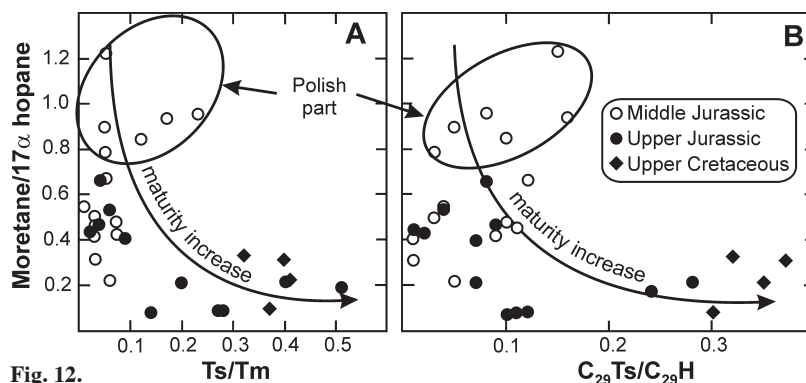 A
B
Moretane/17α hopane
1.2
1.0
0.8
0.6
0.4
0.2
Polish
part
maturity increase
maturity increase
Middle Jurassic
Upper Jurassic
Upper Cretaceous
0.1 0.2 0.3 0.4 0.5
0.1 0.2 0.3
Fig. 12.
Ts/Tm
C₂₉Ts/C₂₉H